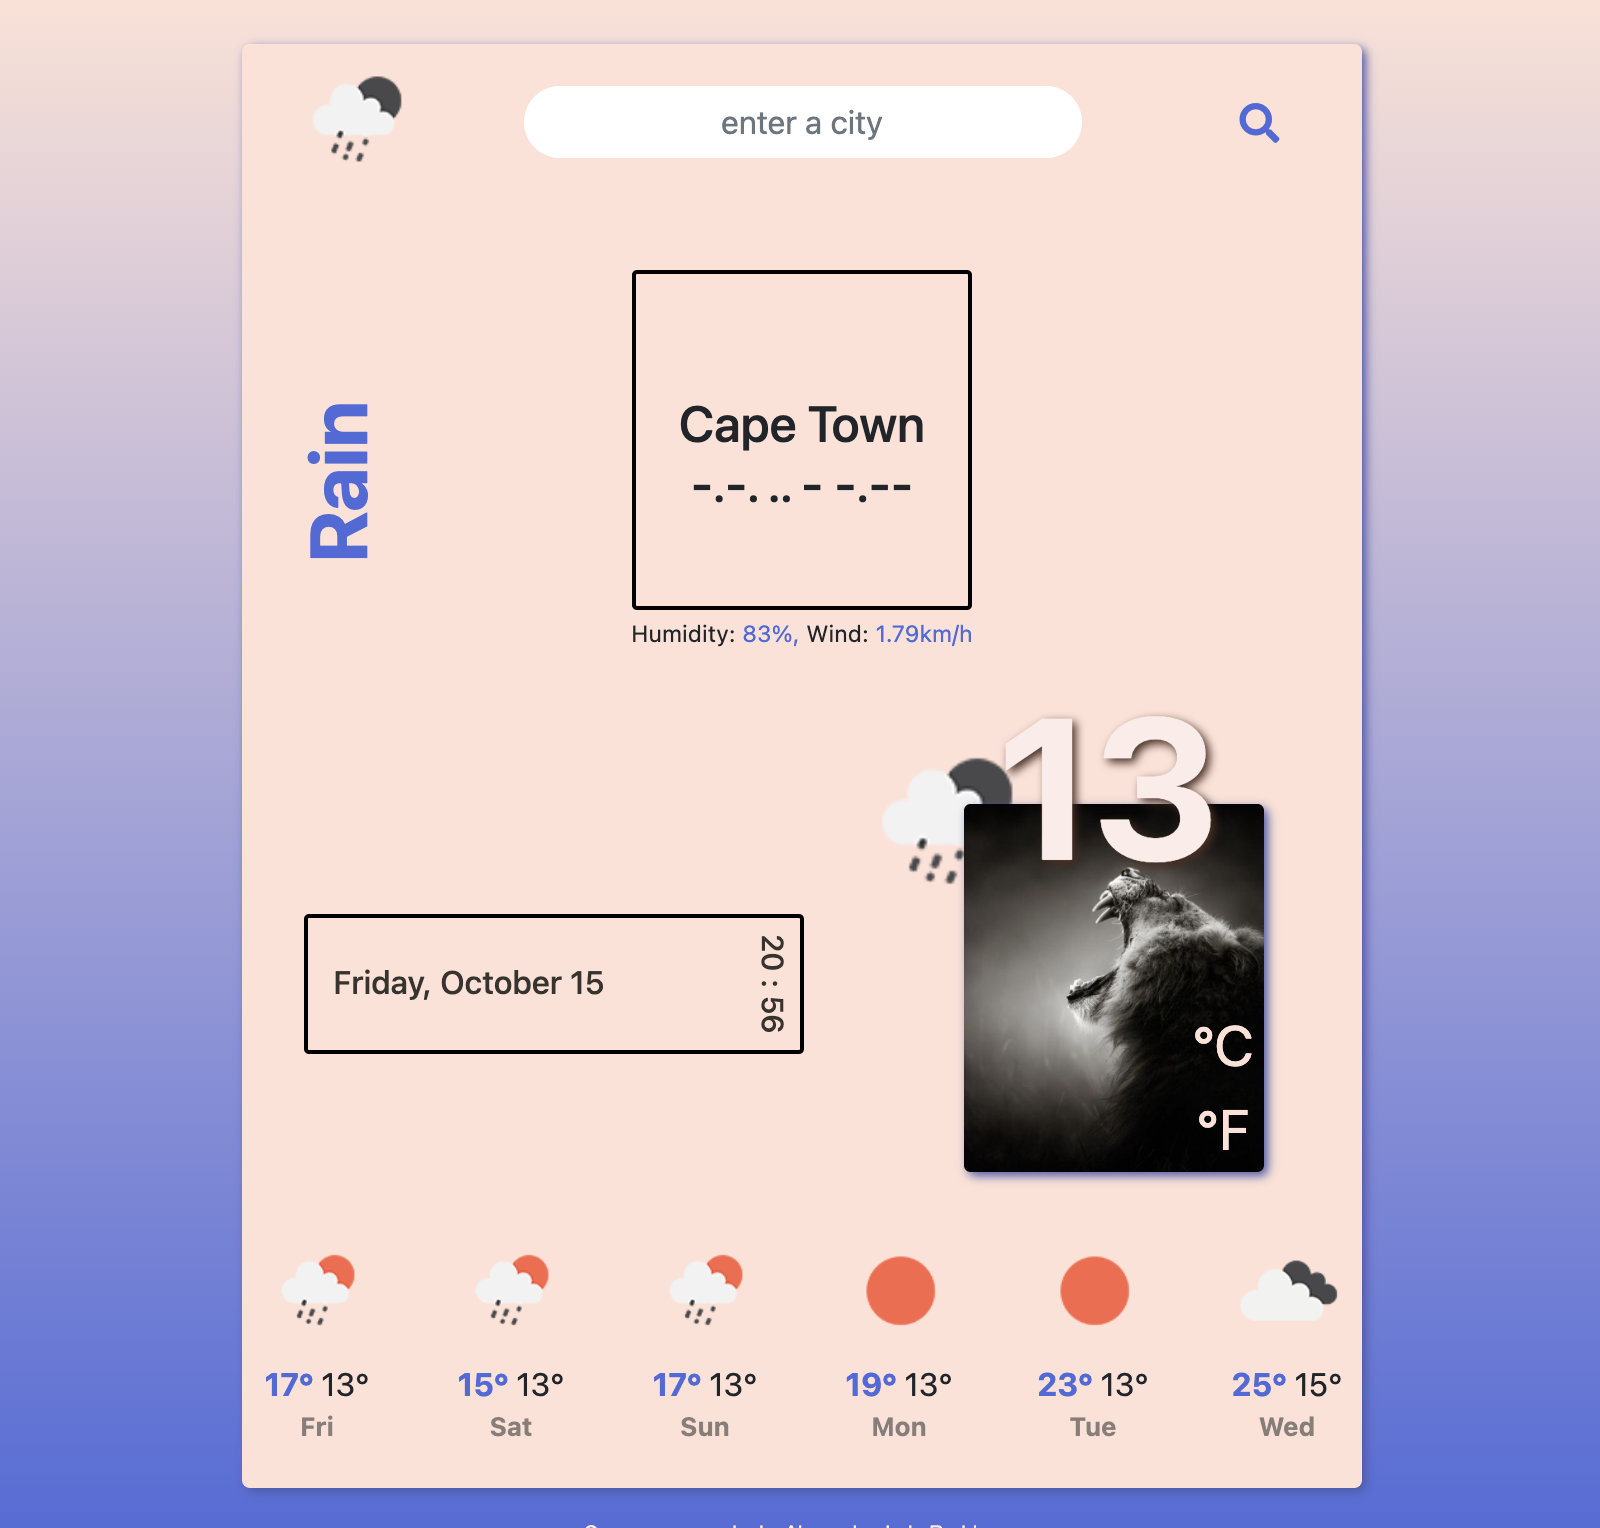 enter a city
Rain
Cape Town
-.-. .. - -.--
Humidity: 83%, Wind: 1.79km/h
13
Friday, October 15
20 : 56
°C
°F
17° 13° 15° 13° 17° 13° 19° 13° 23° 13° 25° 15°
Fri Sat Sun Mon Tue Wed